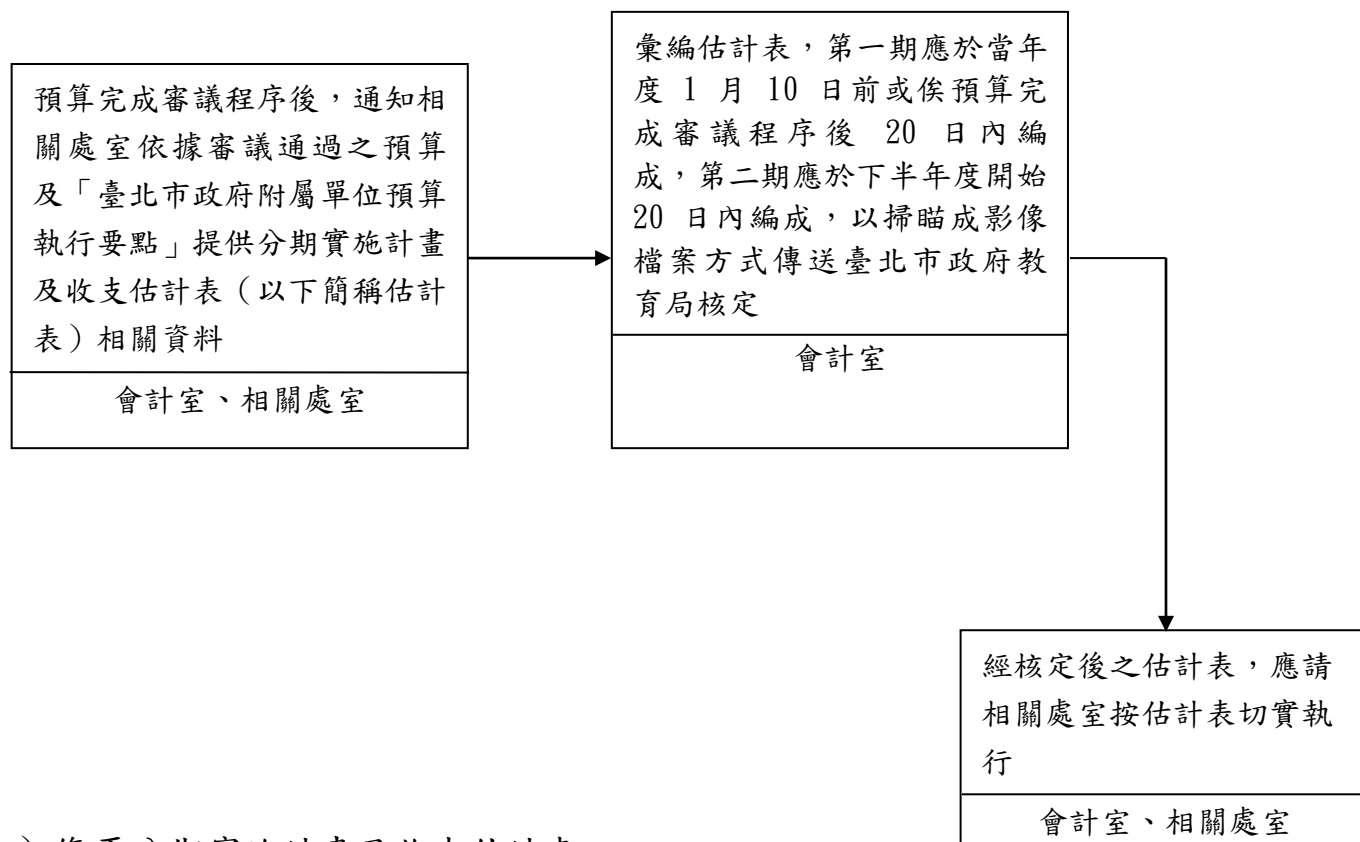 預算完成審議程序後，通知相
關處室依據審議通過之預算
及「臺北市政府附屬單位預算
執行要點」提供分期實施計畫
及收支估計表（以下簡稱估計
表）相關資料
會計室、相關處室
彙編估計表，第一期應於當年
度 1 月 10 日前或俟預算完
成審議程序後 20 日內編
成，第二期應於下半年度開始
20 日內編成，以掃瞄成影像
檔案方式傳送臺北市政府教
育局核定
會計室
經核定後之估計表，應請
相關處室按估計表切實執
行
會計室、相關處室